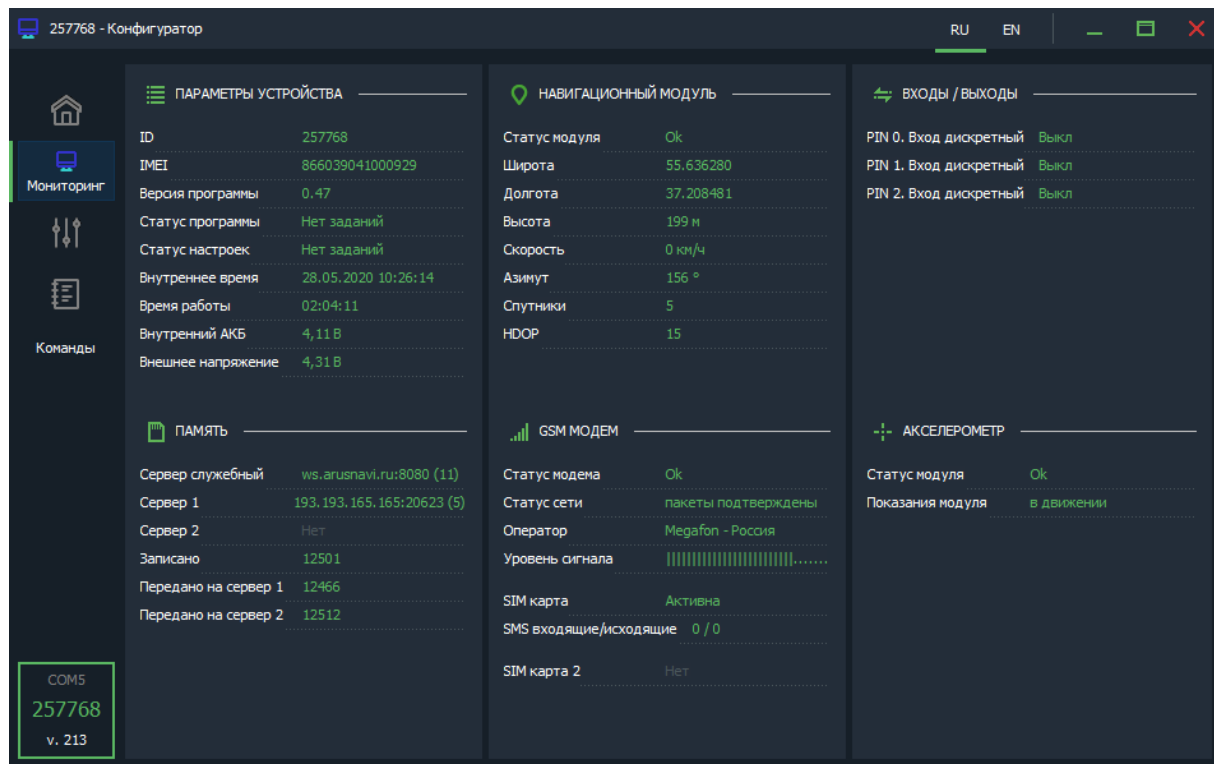 257768 - Конфигуратор
RU EN
Мониторинг
Команды
COM5
257768
v. 213
ПАРАМЕТРЫ УСТРОЙСТВА
ID 257768
IMEI 866039041000929
Версия программы 0.47
Статус программы Нет заданий
Статус настроек Нет заданий
Внутреннее время 28.05.2020 10:26:14
Время работы 02:04:11
Внутренний АКБ 4,11 В
Внешнее напряжение 4,31 В
НАВИГАЦИОННЫЙ МОДУЛЬ
Статус модуля Ok
Широта 55.636280
Долгота 37.208481
Высота 199 м
Скорость 0 км/ч
Азимут 156 °
Спутники 5
HDOP 15
ВХОДЫ / ВЫХОДЫ
PIN 0. Вход дискретный Выкл
PIN 1. Вход дискретный Выкл
PIN 2. Вход дискретный Выкл
ПАМЯТЬ
Сервер служебный ws.arusnavi.ru:8080 (11)
Сервер 1 193.193.165.165:20623 (5)
Сервер 2 Нет
Записано 12501
Передано на сервер 1 12466
Передано на сервер 2 12512
GSM МОДЕМ
Статус модема Ok
Статус сети пакеты подтверждены
Оператор Megafon - Россия
Уровень сигнала
SIM карта Активна
SMS входящие/исходящие 0 / 0
SIM карта 2 Нет
АКСЕЛЕРОМЕТР
Статус модуля Ok
Показания модуля в движении